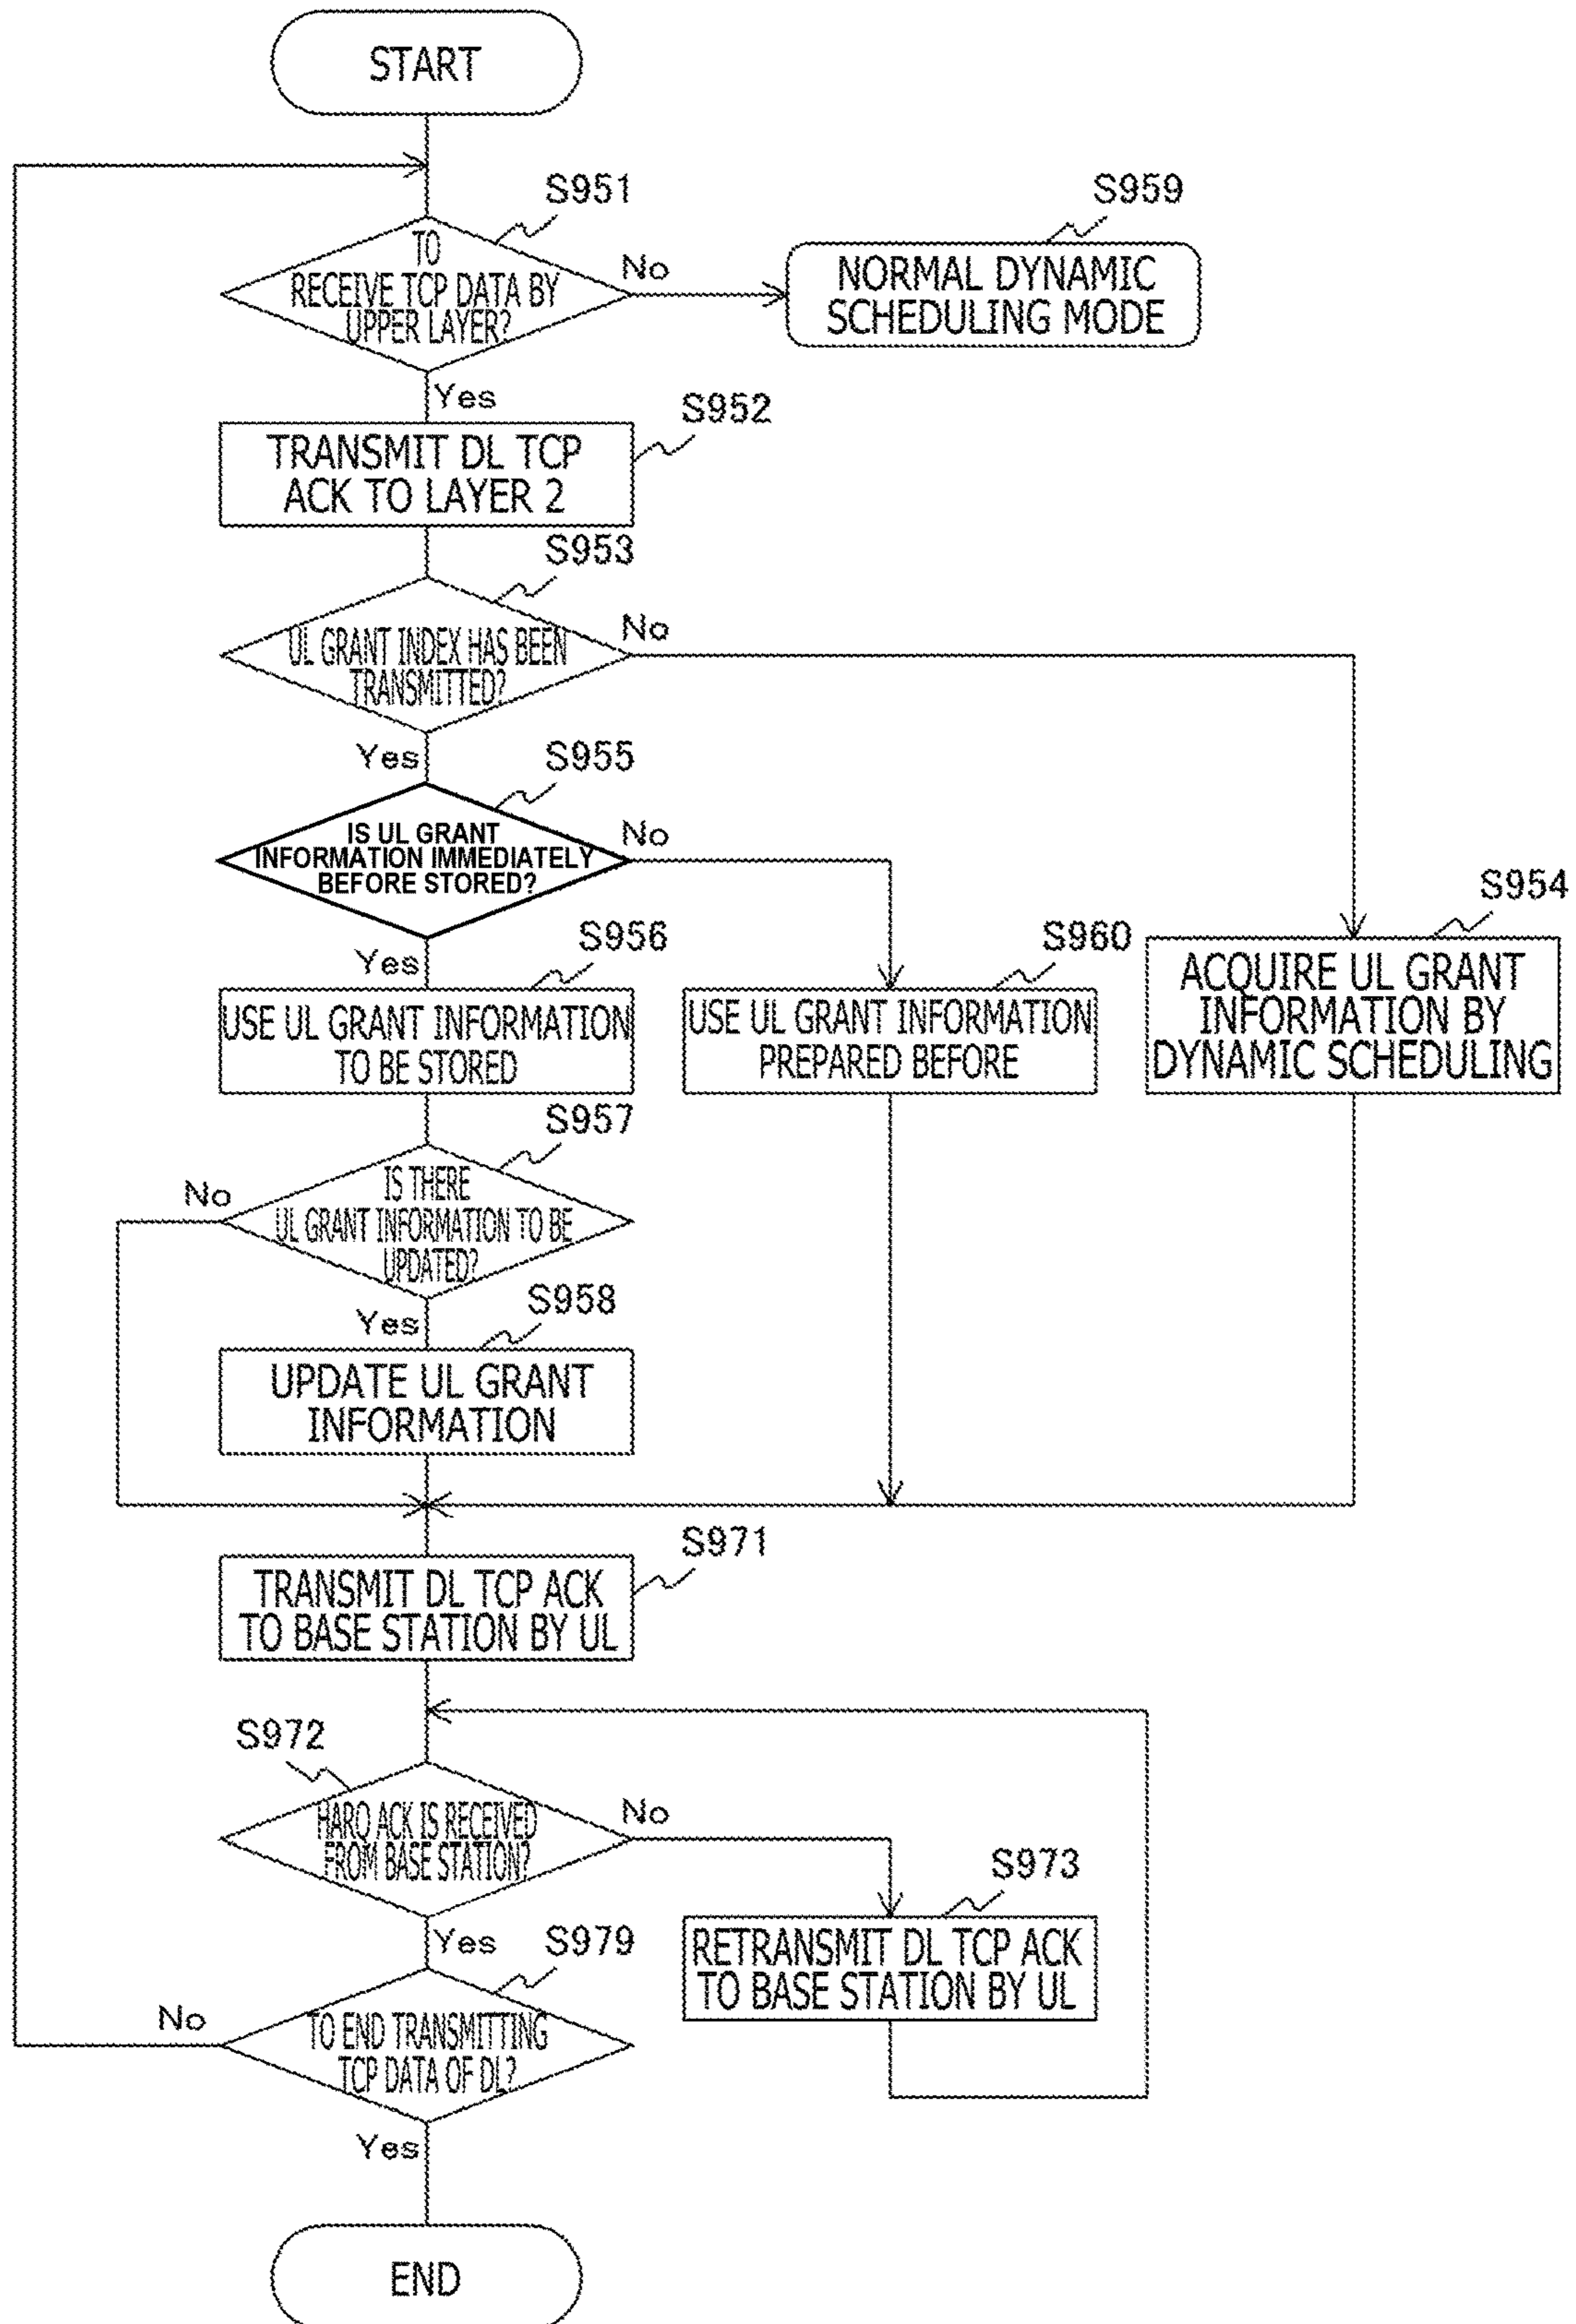 START
S951
TO
RECEIVE TCP DATA BY
UPPER LAYER?
No
S959
NORMAL DYNAMIC
SCHEDULING MODE
Yes
S952
TRANSMIT DL TCP
ACK TO LAYER 2
S953
UL GRANT INDEX HAS BEEN
TRANSMITTED?
No
Yes
S955
IS UL GRANT
INFORMATION IMMEDIATELY
BEFORE STORED?
No
S954
ACQUIRE UL GRANT
INFORMATION BY
DYNAMIC SCHEDULING
Yes
S956
USE UL GRANT INFORMATION
TO BE STORED
S960
USE UL GRANT INFORMATION
PREPARED BEFORE
S957
IS THERE
UL GRANT INFORMATION TO BE
UPDATED?
No
Yes
S958
UPDATE UL GRANT
INFORMATION
S971
TRANSMIT DL TCP ACK
TO BASE STATION BY UL
S972
HARQ ACK IS RECEIVED
FROM BASE STATION?
No
S973
RETRANSMIT DL TCP ACK
TO BASE STATION BY UL
Yes
S979
TO END TRANSMITTING
TCP DATA OF DL?
No
Yes
END